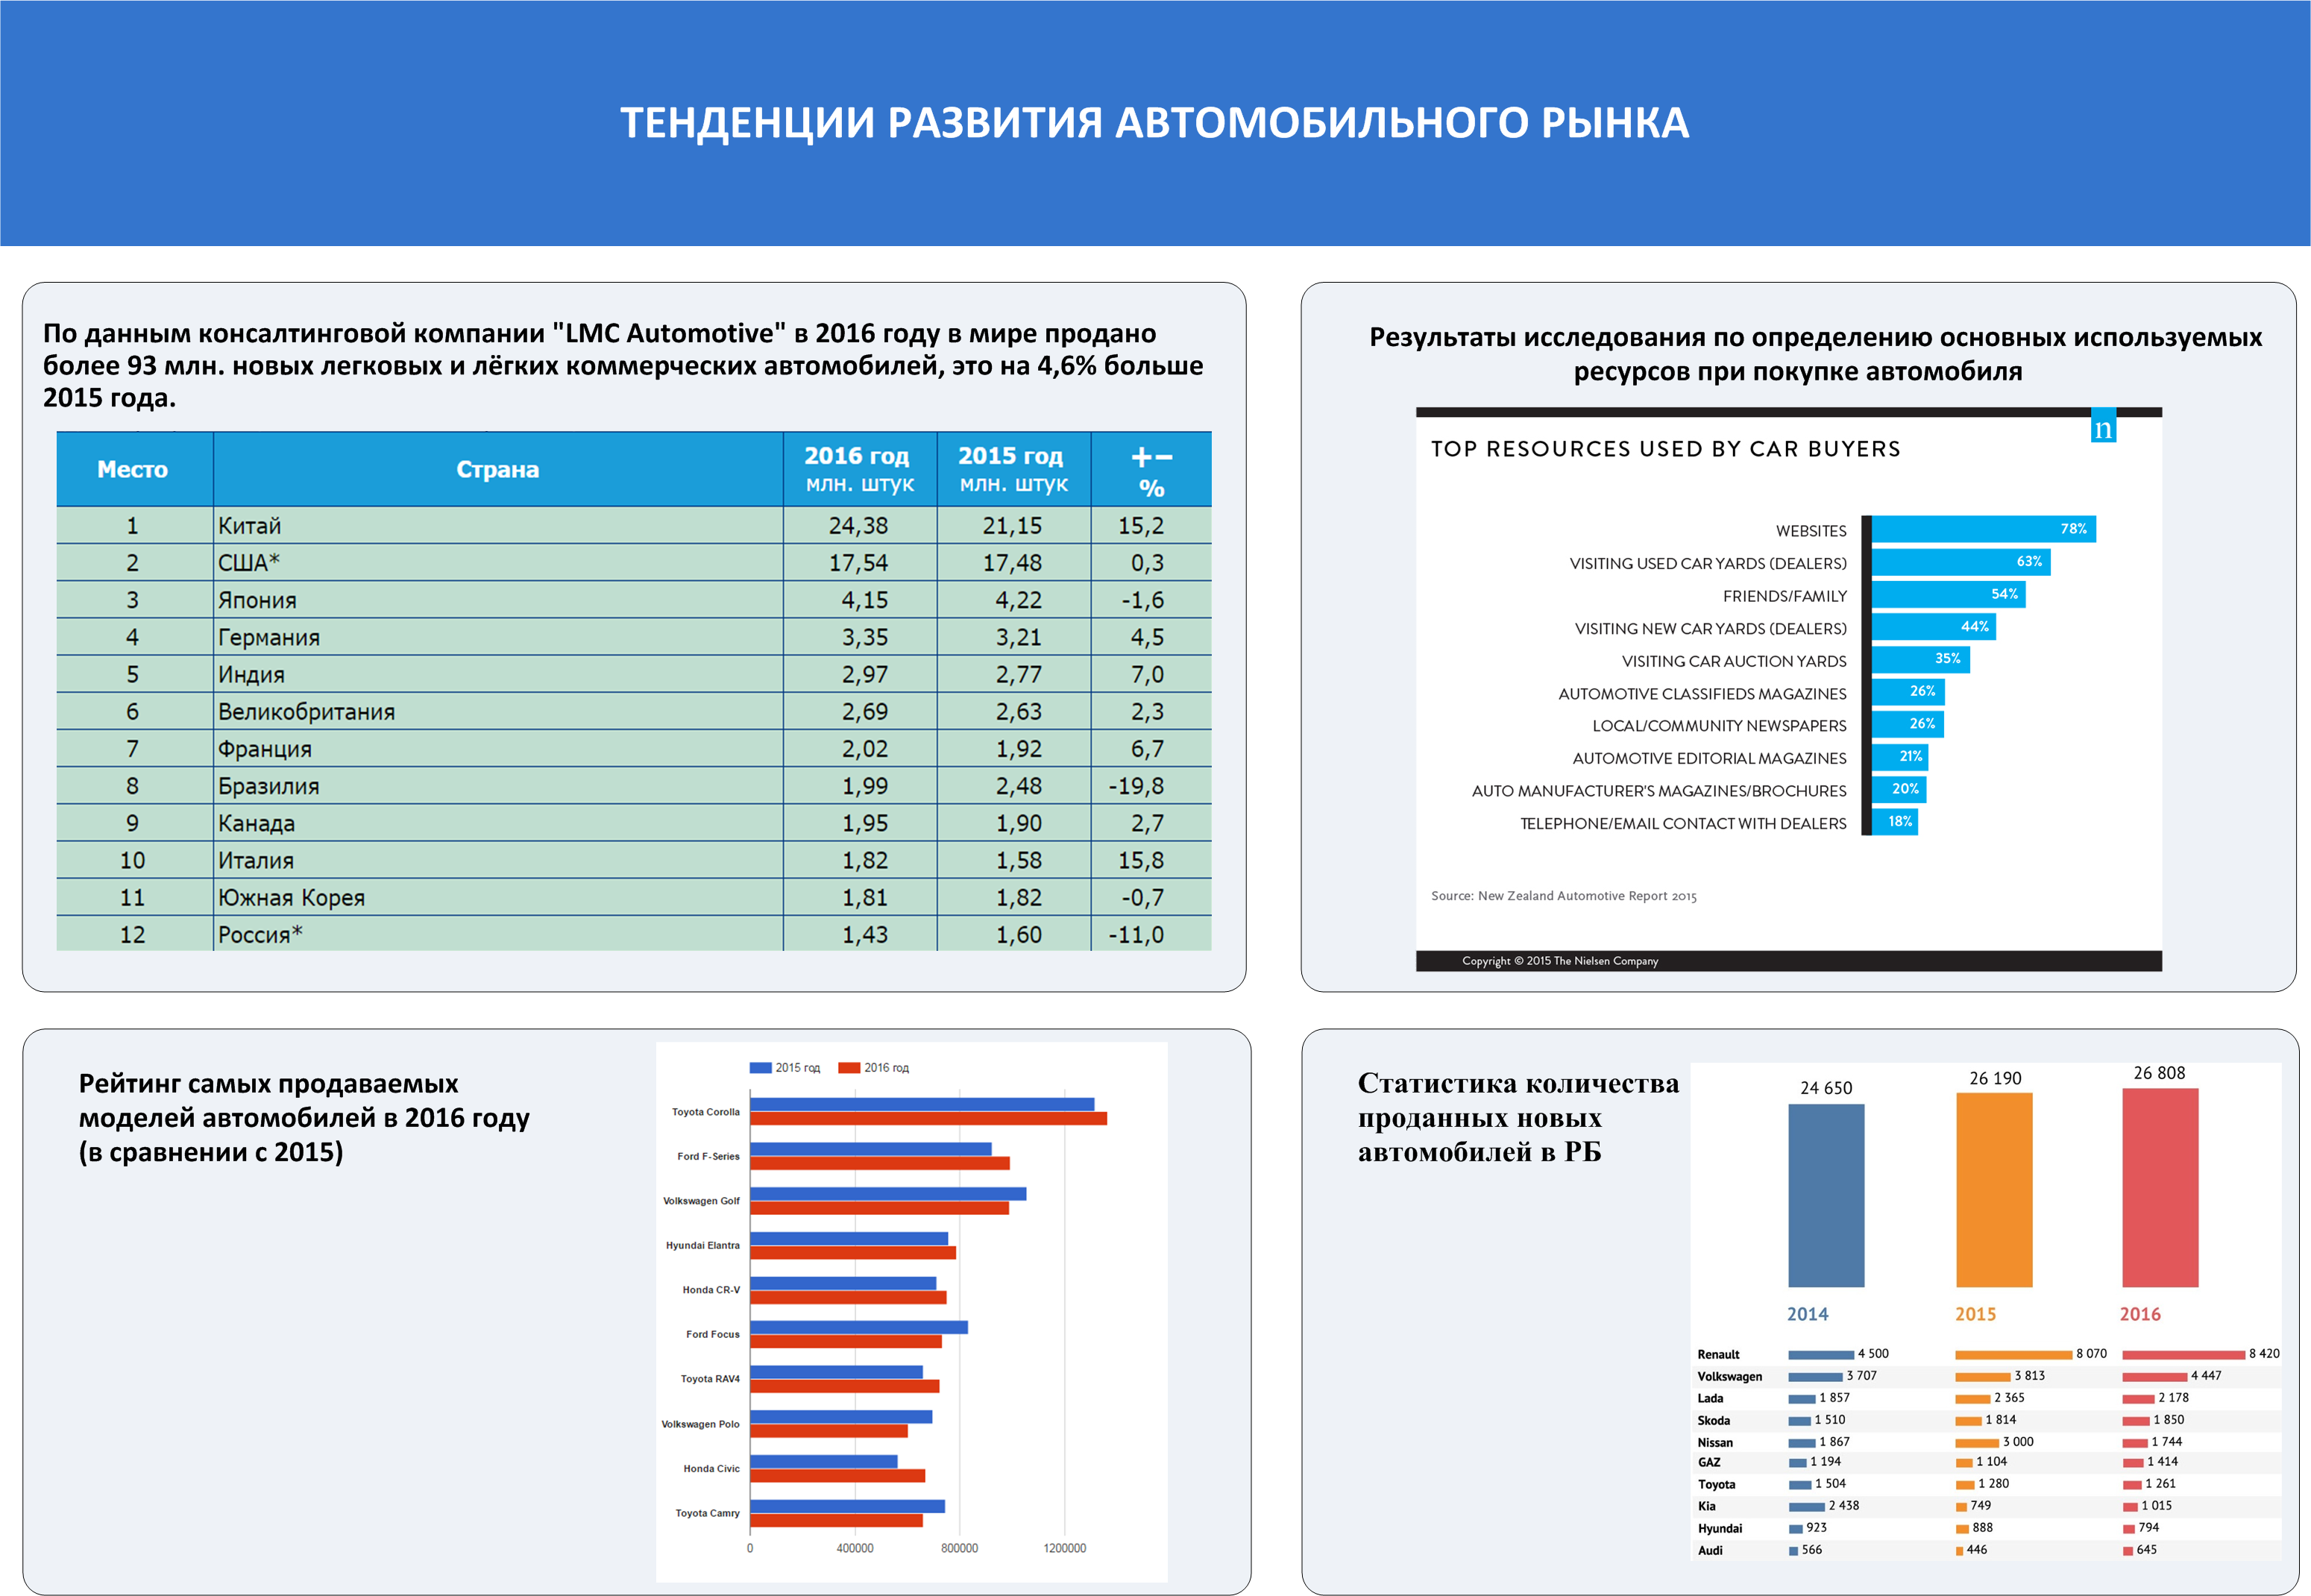 ТЕНДЕНЦИИ РАЗВИТИЯ АВТОМОБИЛЬНОГО РЫНКА
По данным консалтинговой компании "LMC Automotive" в 2016 году в мире продано
более 93 млн. новых легковых и лёгких коммерческих автомобилей, это на 4,6% больше
2015 года.
Место Страна 2016 год млн. штук 2015 год млн. штук +− %
1 Китай 24,38 21,15 15,2
2 США* 17,54 17,48 0,3
3 Япония 4,15 4,22 -1,6
4 Германия 3,35 3,21 4,5
5 Индия 2,97 2,77 7,0
6 Великобритания 2,69 2,63 2,3
7 Франция 2,02 1,92 6,7
8 Бразилия 1,99 2,48 -19,8
9 Канада 1,95 1,90 2,7
10 Италия 1,82 1,58 15,8
11 Южная Корея 1,81 1,82 -0,7
12 Россия* 1,43 1,60 -11,0
Результаты исследования по определению основных используемых
ресурсов при покупке автомобиля
n
TOP RESOURCES USED BY CAR BUYERS
WEBSITES 78%
VISITING USED CAR YARDS (DEALERS) 63%
FRIENDS/FAMILY 54%
VISITING NEW CAR YARDS (DEALERS) 44%
VISITING CAR AUCTION YARDS 35%
AUTOMOTIVE CLASSIFIEDS MAGAZINES 26%
LOCAL/COMMUNITY NEWSPAPERS 26%
AUTOMOTIVE EDITORIAL MAGAZINES 21%
AUTO MANUFACTURER'S MAGAZINES/BROCHURES 20%
TELEPHONE/EMAIL CONTACT WITH DEALERS 18%
Source: New Zealand Automotive Report 2015
Copyright © 2015 The Nielsen Company
Рейтинг самых продаваемых
моделей автомобилей в 2016 году
(в сравнении с 2015)
2015 год 2016 год
Toyota Corolla
Ford F-Series
Volkswagen Golf
Hyundai Elantra
Honda CR-V
Ford Focus
Toyota RAV4
Volkswagen Polo
Honda Civic
Toyota Camry
0 400000 800000 1200000
Статистика количества
проданных новых
автомобилей в РБ
24 650 26 190 26 808
2014 2015 2016
Renault 4 500 8 070 8 420
Volkswagen 3 707 3 813 4 447
Lada 1 857 2 365 2 178
Skoda 1 510 1 814 1 850
Nissan 1 867 3 000 1 744
GAZ 1 194 1 104 1 414
Toyota 1 504 1 280 1 261
Kia 2 438 749 1 015
Hyundai 923 888 794
Audi 566 446 645